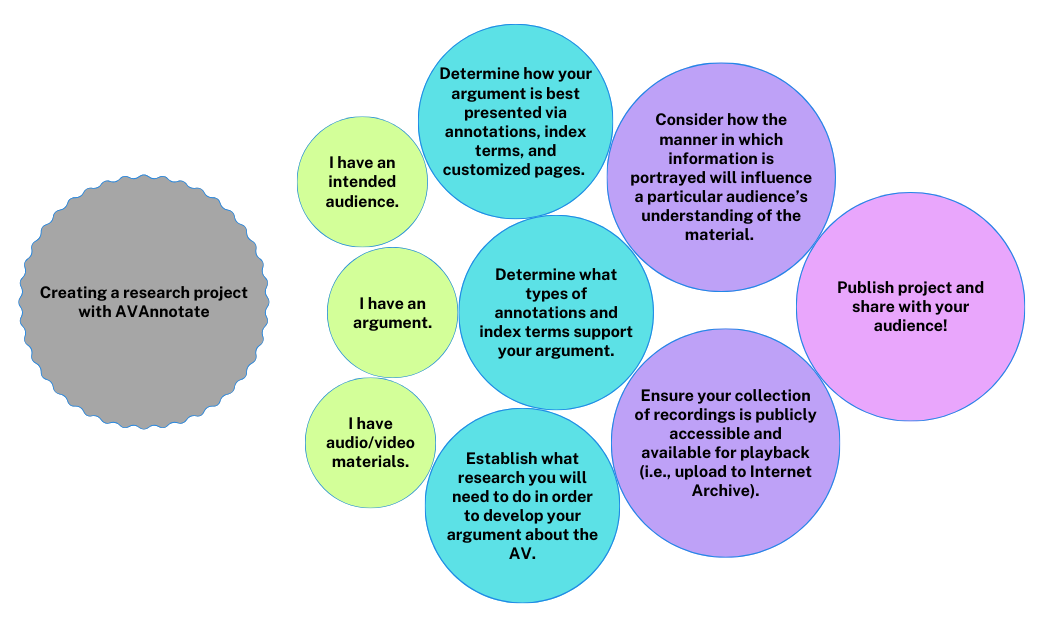 Creating a research project
with AVAnnotate
I have an
intended
audience.
I have an
argument.
I have
audio/video
materials.
Determine how your
argument is best
presented via
annotations, index
terms, and
customized pages.
Determine what
types of
annotations and
index terms support
your argument.
Establish what
research you will
need to do in order
to develop your
argument about the
AV.
Consider how the
manner in which
information is
portrayed will influence
a particular audience's
understanding of the
material.
Ensure your collection
of recordings is publicly
accessible and
available for playback
(i.e., upload to Internet
Archive).
Publish project and
share with your
audience!